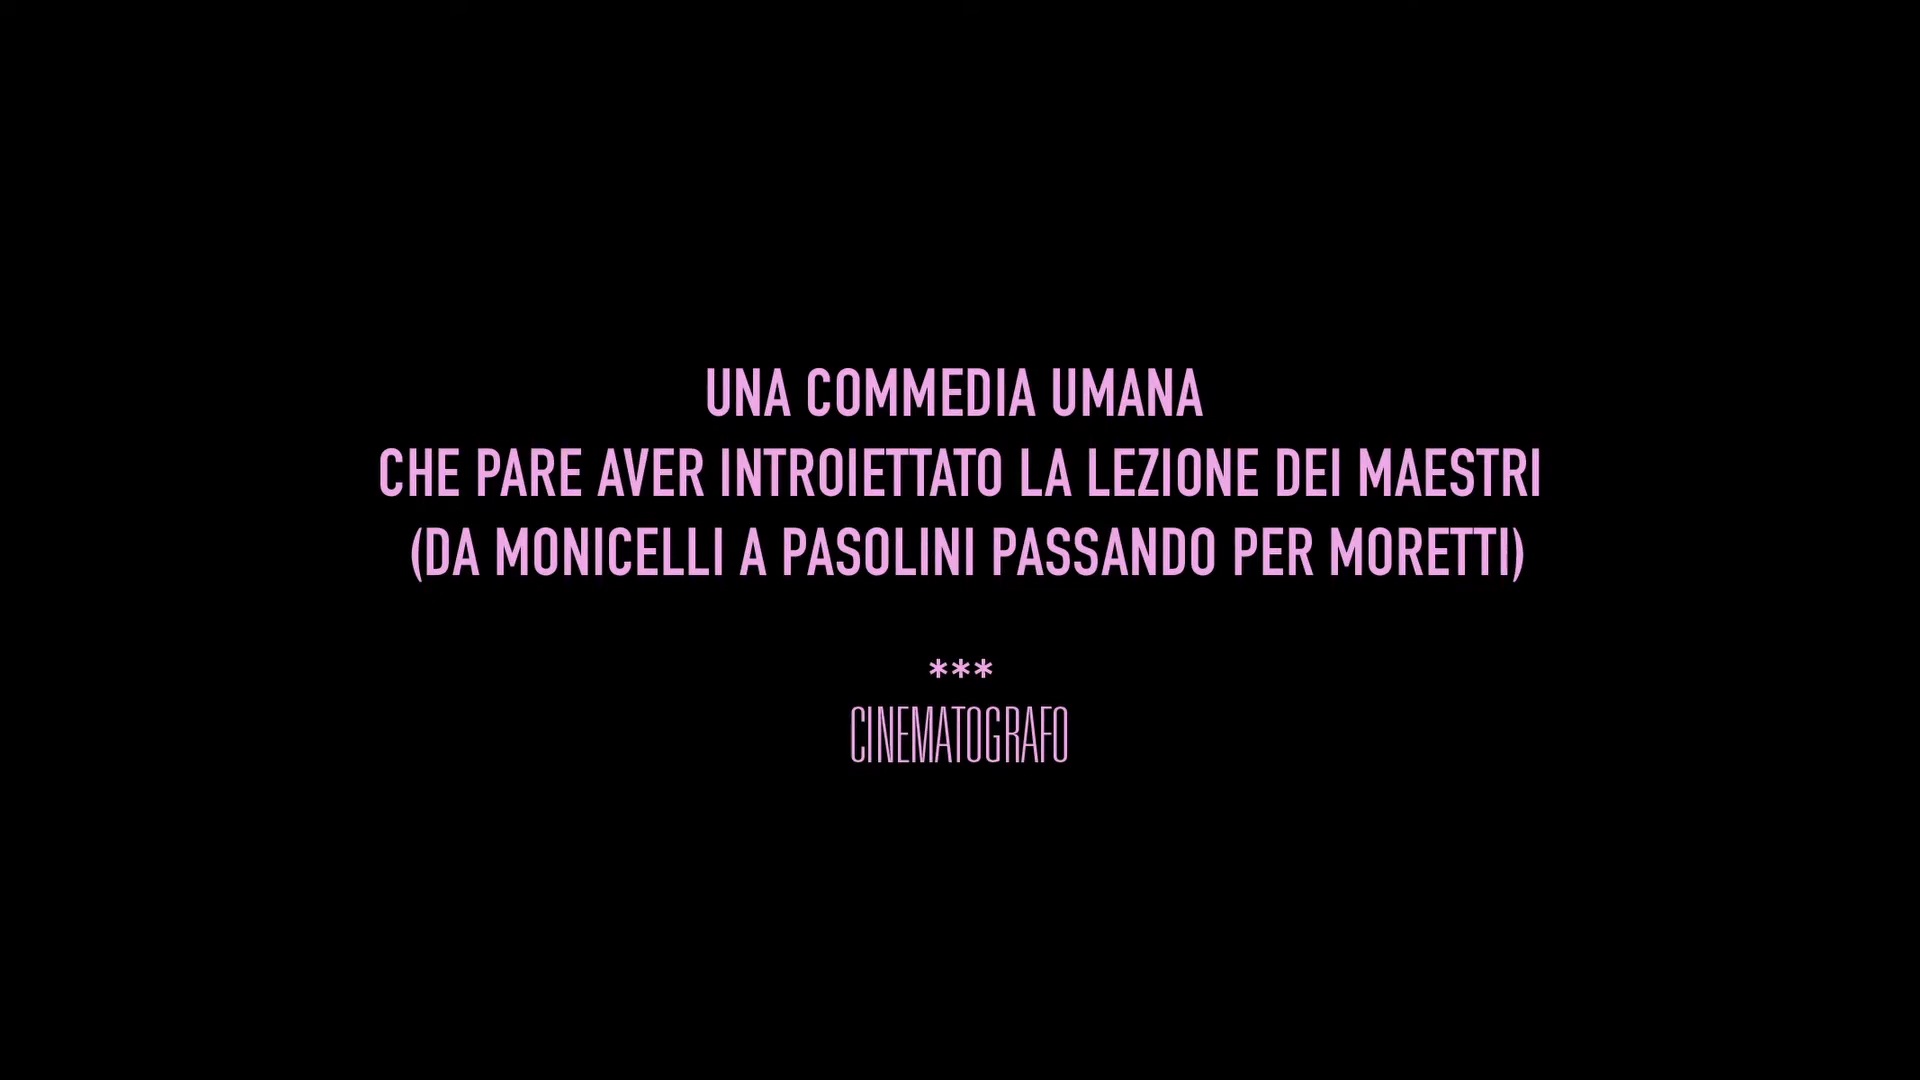 UNA COMMEDIA UMANA
CHE PARE AVER INTROIETTATO LA LEZIONE DEI MAESTRI
(DA MONICELLI A PASOLINI PASSANDO PER MORETTI)
***
CINEMATOGRAFO